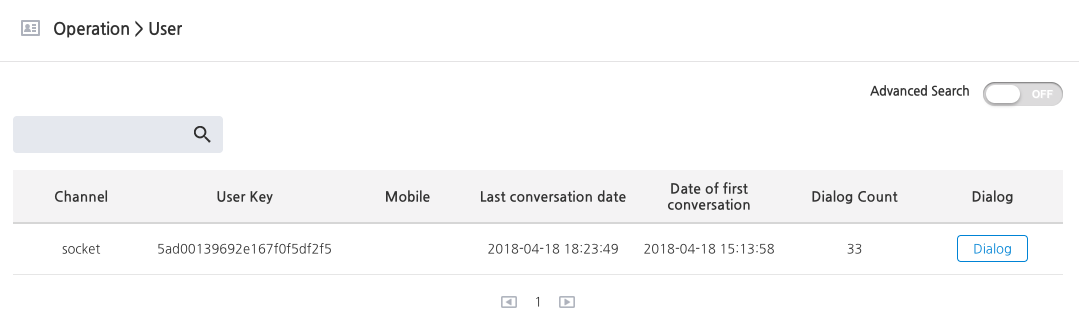 Operation > User
Advanced Search OFF
Channel User Key Mobile Last conversation date Date of first conversation Dialog Count Dialog
socket 5ad00139692e167f0f5df2f5 2018-04-18 18:23:49 2018-04-18 15:13:58 33 Dialog
1